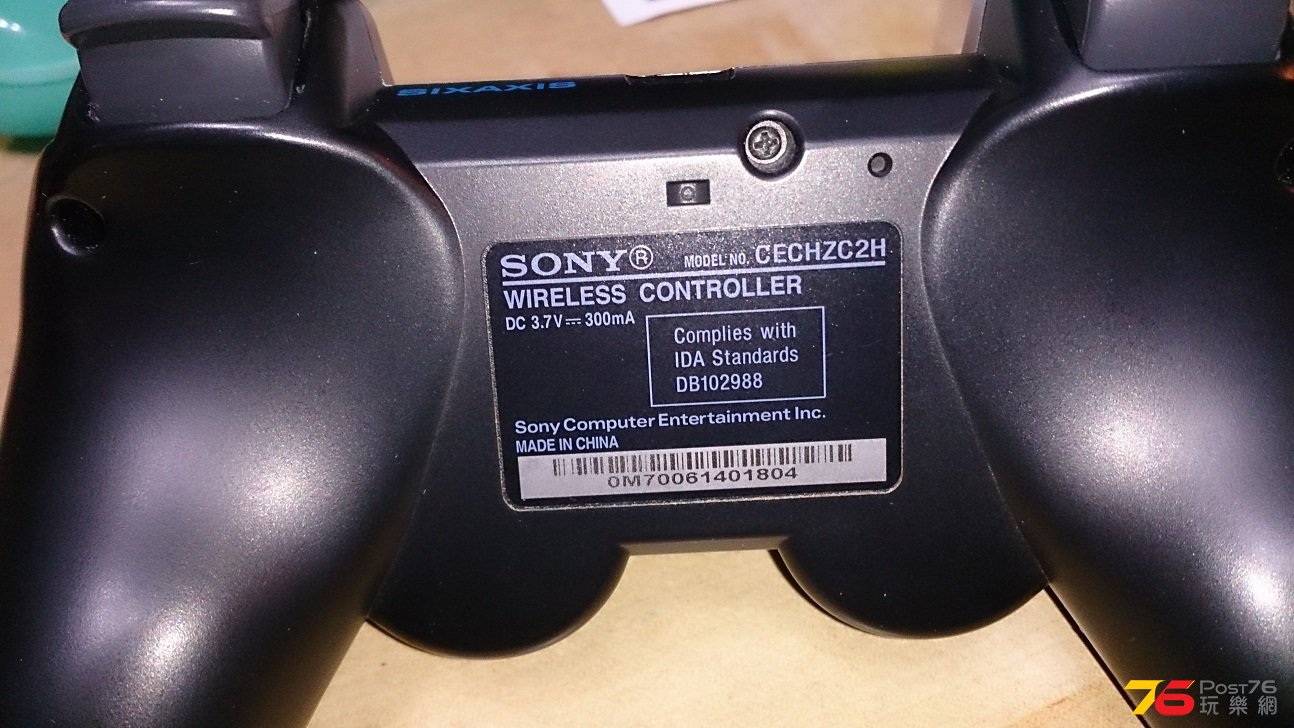 SIXAXIS
SONY® MODEL NO. CECHZC2H
WIRELESS CONTROLLER
DC 3.7V⎓300mA
Complies with
IDA Standards
DB102988
Sony Computer Entertainment Inc.
MADE IN CHINA
0M70061401804
76 POST76
玩樂網